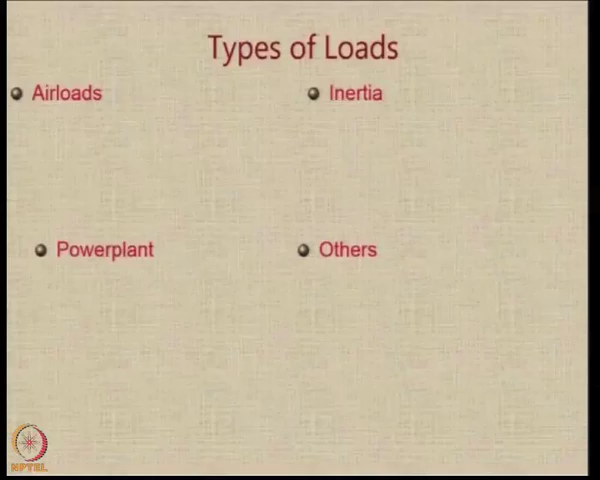 Types of Loads
Airloads
Inertia
Powerplant
Others
NPTEL